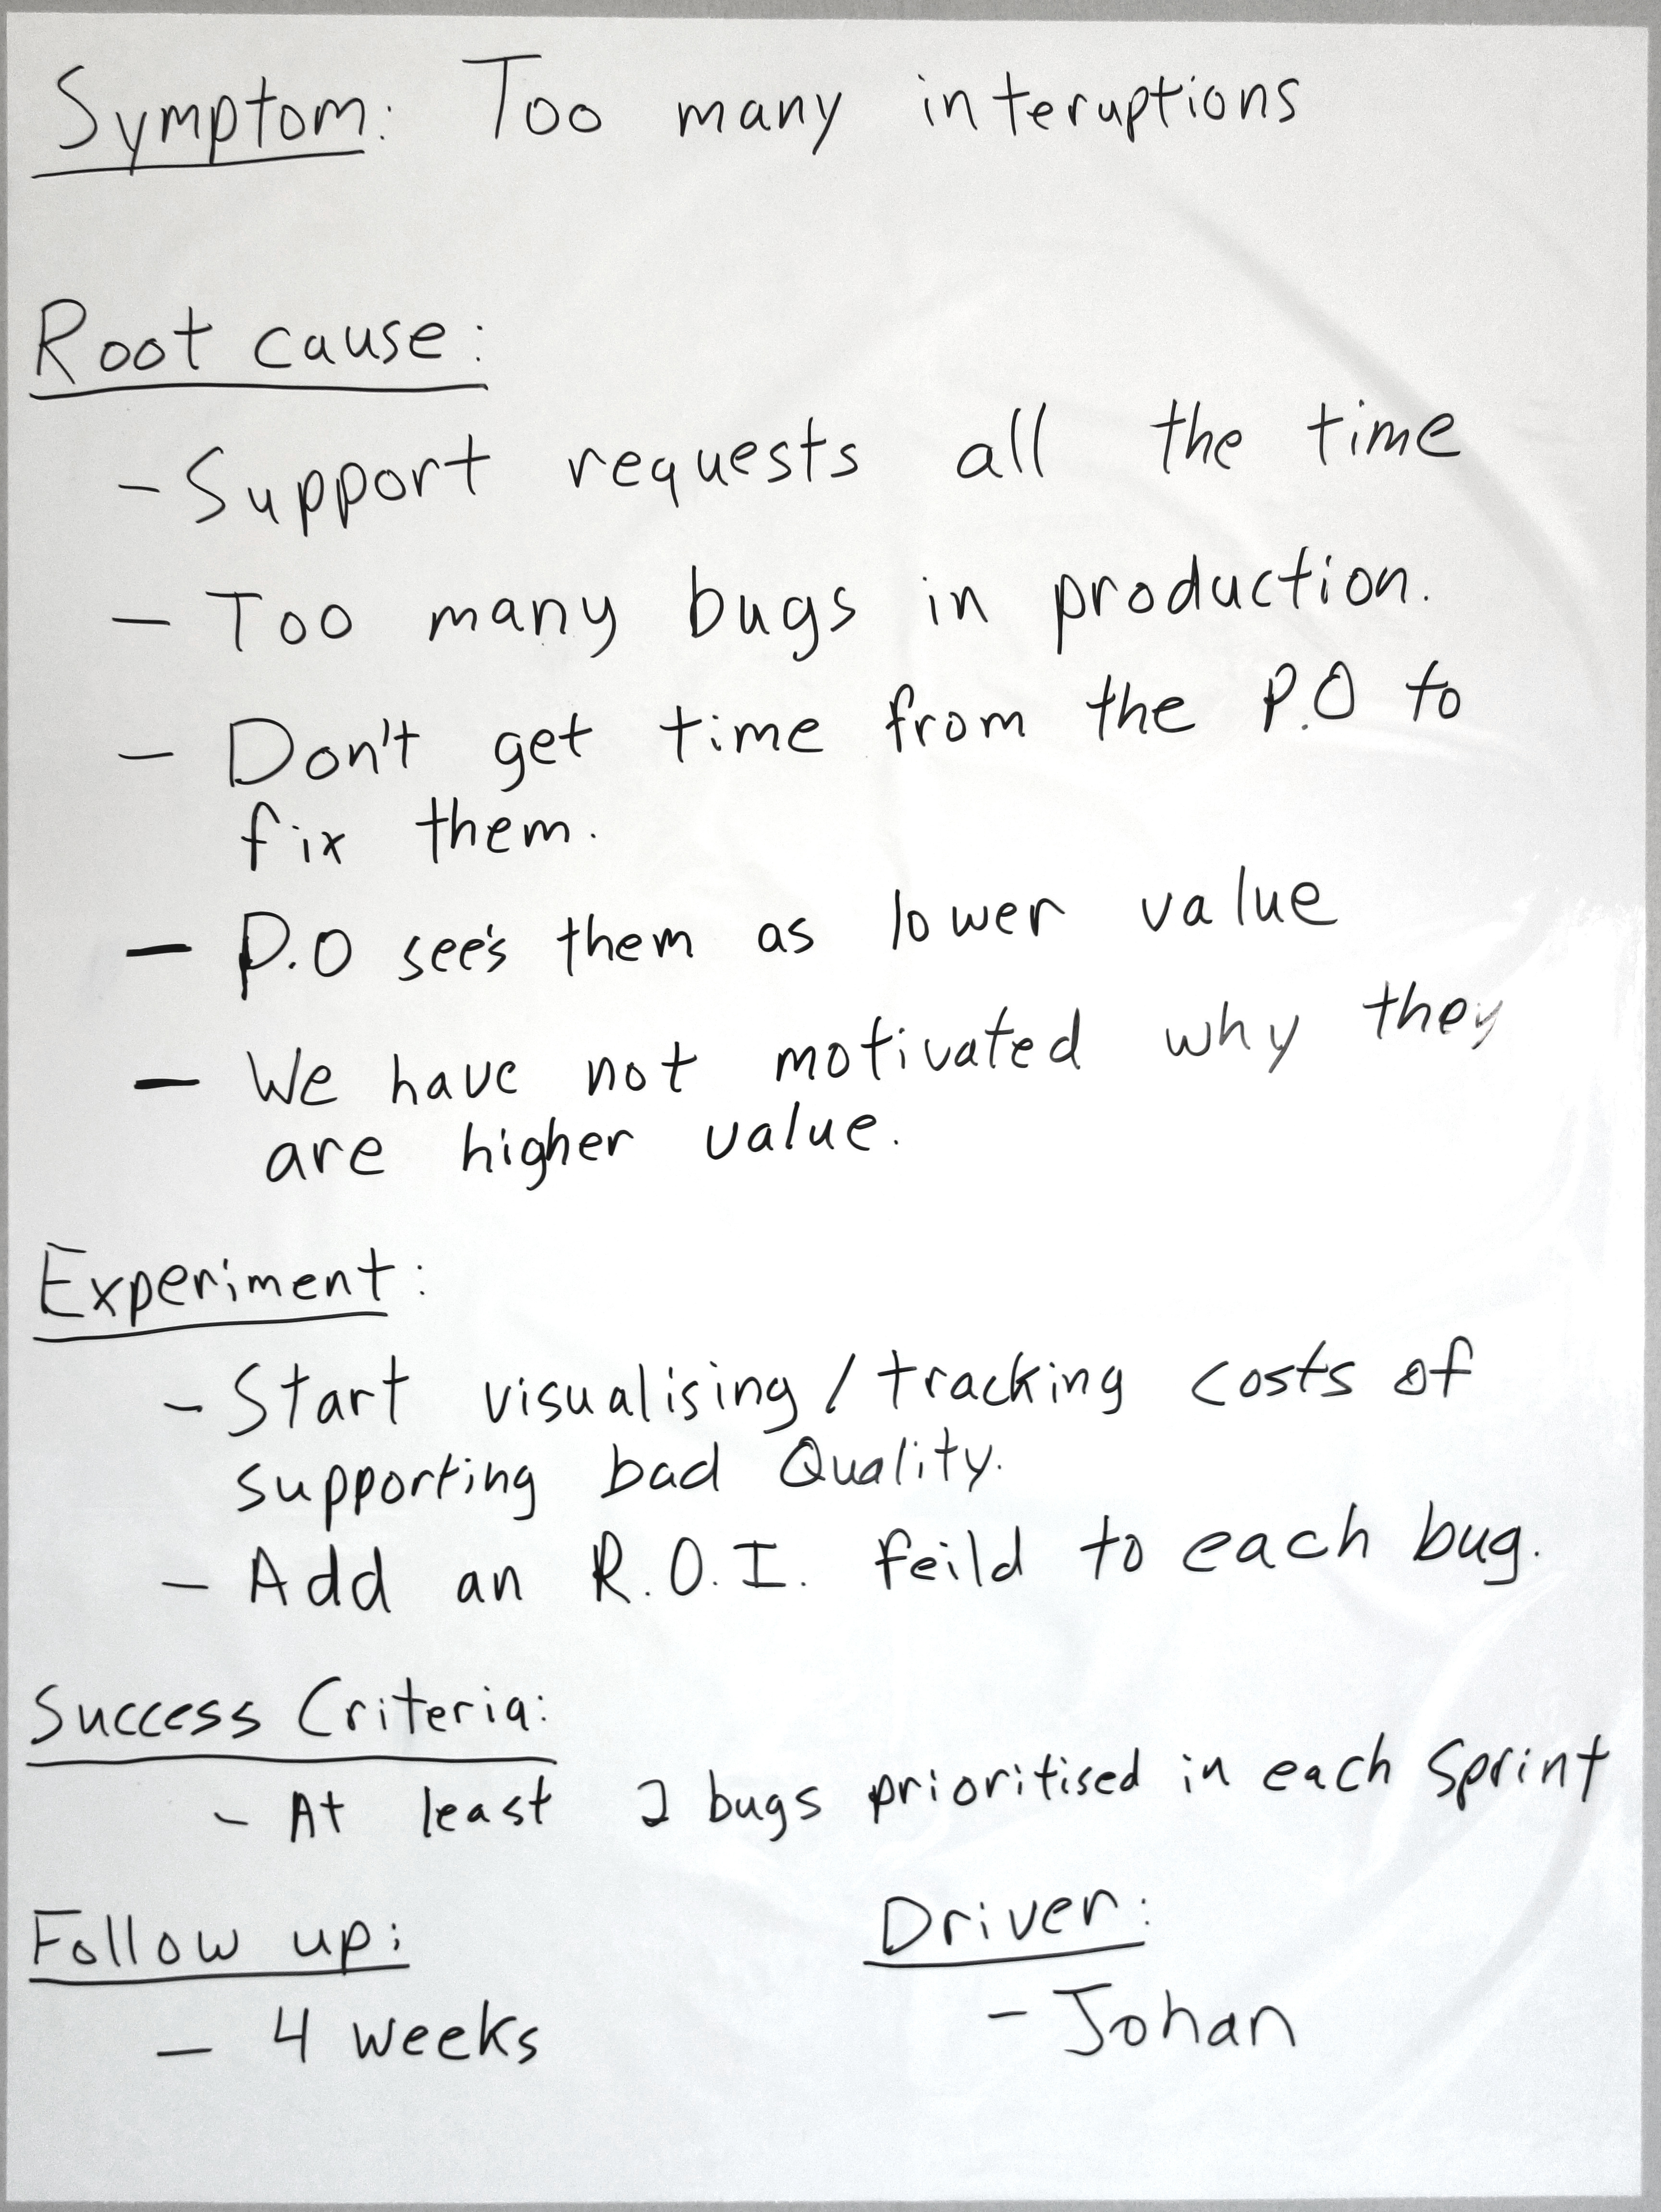 Symptom: Too many interuptions
Root cause:
- Support requests all the time
- Too many bugs in production.
- Don't get time from the P.O to
fix them.
- P.O see's them as lower value
- We have not motivated why they
are higher value.
Experiment:
- Start visualising / tracking costs of
supporting bad Quality.
- Add an R.O.I. feild to each bug.
Success Criteria:
- At least 2 bugs prioritised in each Sprint
Follow up:
- 4 weeks
Driver:
- Johan